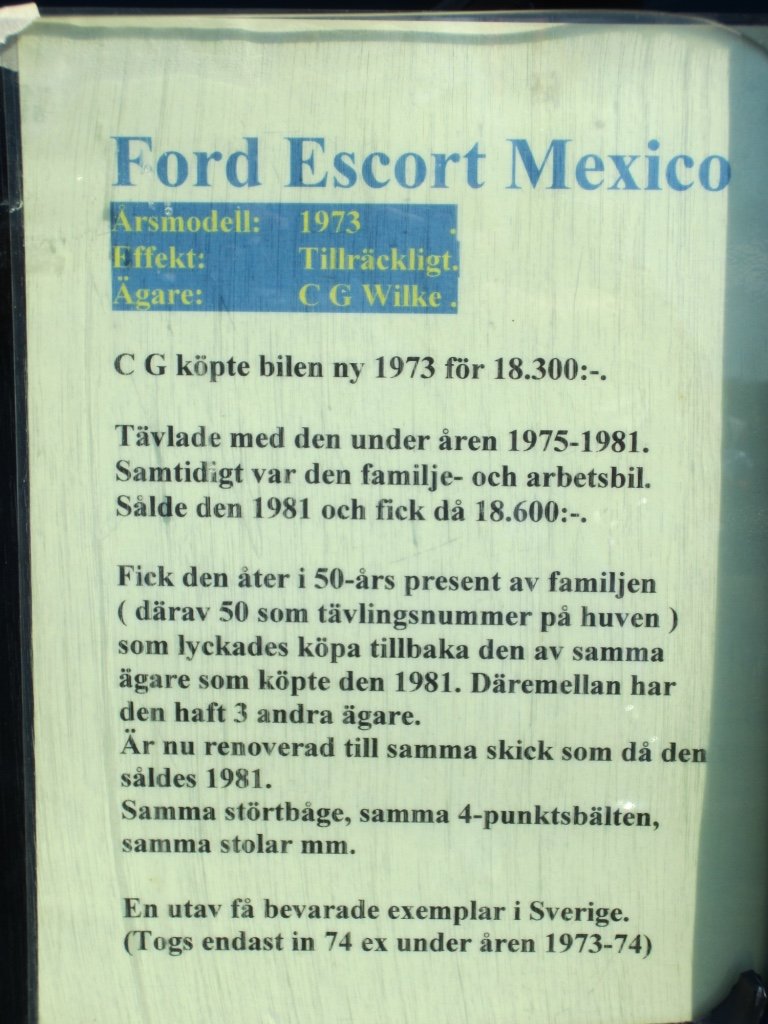 Ford Escort Mexico
Årsmodell: 1973 .
Effekt: Tillräckligt.
Ägare: C G Wilke .
C G köpte bilen ny 1973 för 18.300:-.
Tävlade med den under åren 1975-1981.
Samtidigt var den familje- och arbetsbil.
Sålde den 1981 och fick då 18.600:-.
Fick den åter i 50-års present av familjen
( därav 50 som tävlingsnummer på huven )
som lyckades köpa tillbaka den av samma
ägare som köpte den 1981. Däremellan har
den haft 3 andra ägare.
Är nu renoverad till samma skick som då den
såldes 1981.
Samma störtbåge, samma 4-punktsbälten,
samma stolar mm.
En utav få bevarade exemplar i Sverige.
(Togs endast in 74 ex under åren 1973-74)